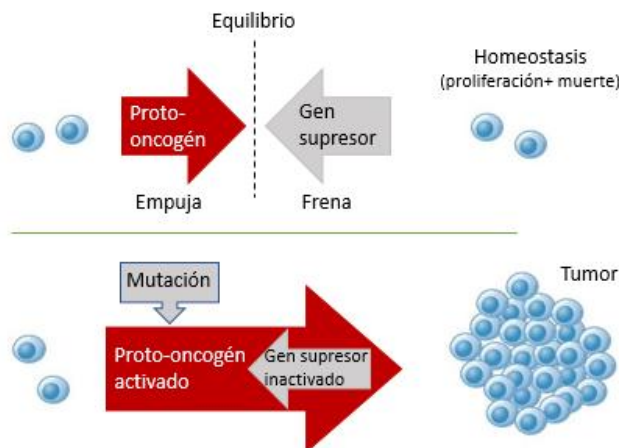 Equilibrio
Homeostasis
(proliferación+ muerte)
Proto-
oncogén
Gen
supresor
Empuja
Frena
Mutación
Tumor
Proto-oncogén
activado
Gen supresor
inactivado